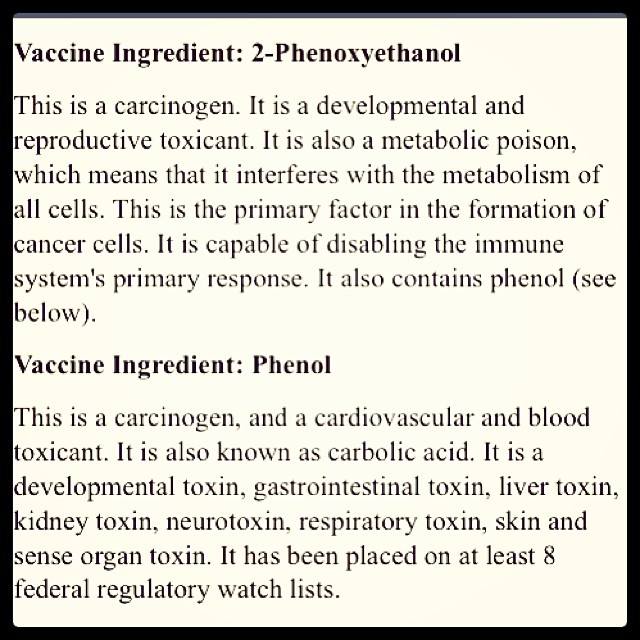 Vaccine Ingredient: 2-Phenoxyethanol
This is a carcinogen. It is a developmental and
reproductive toxicant. It is also a metabolic poison,
which means that it interferes with the metabolism of
all cells. This is the primary factor in the formation of
cancer cells. It is capable of disabling the immune
system's primary response. It also contains phenol (see
below).
Vaccine Ingredient: Phenol
This is a carcinogen, and a cardiovascular and blood
toxicant. It is also known as carbolic acid. It is a
developmental toxin, gastrointestinal toxin, liver toxin,
kidney toxin, neurotoxin, respiratory toxin, skin and
sense organ toxin. It has been placed on at least 8
federal regulatory watch lists.